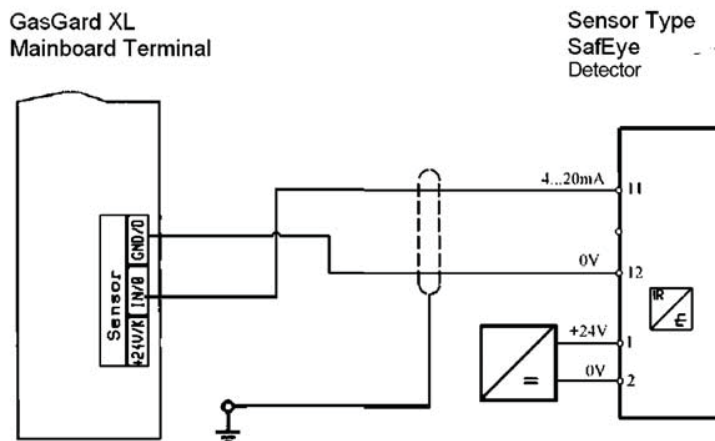 GasGard XL
Mainboard Terminal
Sensor Type
SafEye
Detector
4...20mA
11
GND/O
0V
12
Sensor
IN/B
IR
+24V/K
+24V
1
0V
2